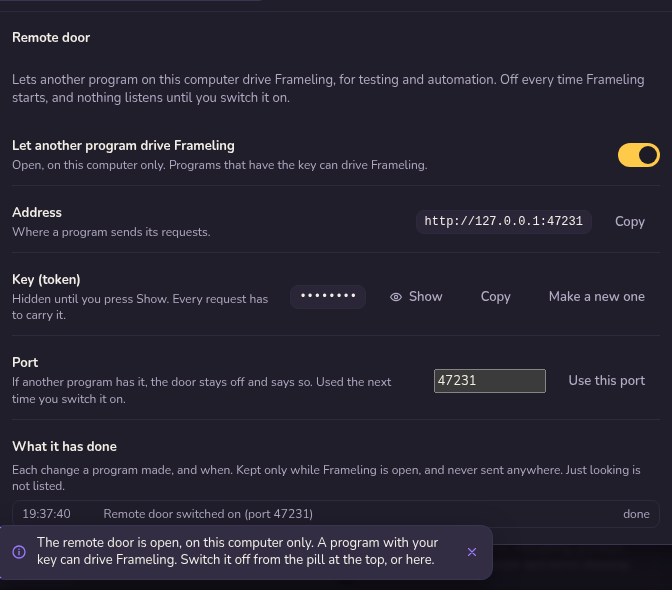 Remote door
Lets another program on this computer drive Frameling, for testing and automation. Off every time Frameling
starts, and nothing listens until you switch it on.
Let another program drive Frameling
Open, on this computer only. Programs that have the key can drive Frameling.
Address
Where a program sends its requests.
http://127.0.0.1:47231
Copy
Key (token)
Hidden until you press Show. Every request has
to carry it.
••••••••
Show
Copy
Make a new one
Port
If another program has it, the door stays off and says so. Used the next
time you switch it on.
47231
Use this port
What it has done
Each change a program made, and when. Kept only while Frameling is open, and never sent anywhere. Just looking is
not listed.
19:37:40 Remote door switched on (port 47231) done
The remote door is open, on this computer only. A program with your
key can drive Frameling. Switch it off from the pill at the top, or here.